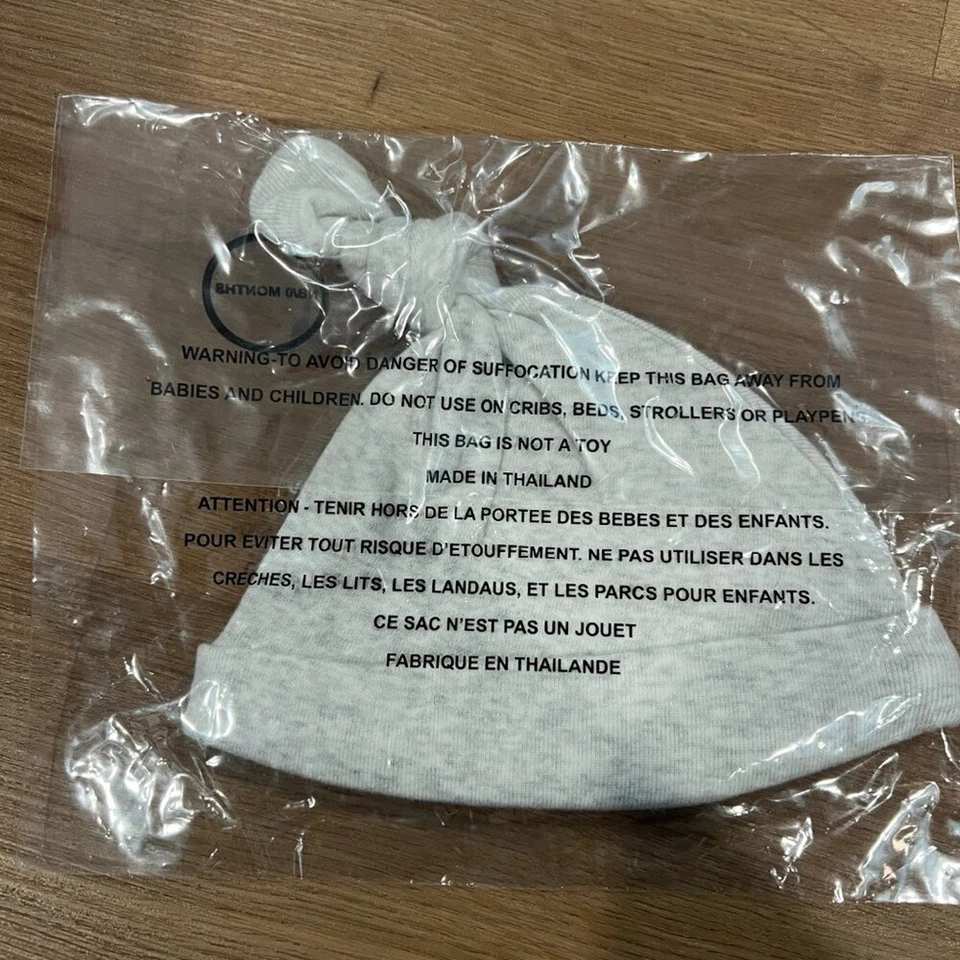 MONTHS
WARNING-TO AVOID DANGER OF SUFFOCATION KEEP THIS BAG AWAY FROM
BABIES AND CHILDREN. DO NOT USE ON CRIBS, BEDS, STROLLERS OR PLAYPENS.
THIS BAG IS NOT A TOY
MADE IN THAILAND
ATTENTION - TENIR HORS DE LA PORTEE DES BEBES ET DES ENFANTS.
POUR EVITER TOUT RISQUE D'ETOUFFEMENT. NE PAS UTILISER DANS LES
CRECHES, LES LITS, LES LANDAUS, ET LES PARCS POUR ENFANTS.
CE SAC N'EST PAS UN JOUET
FABRIQUE EN THAILANDE